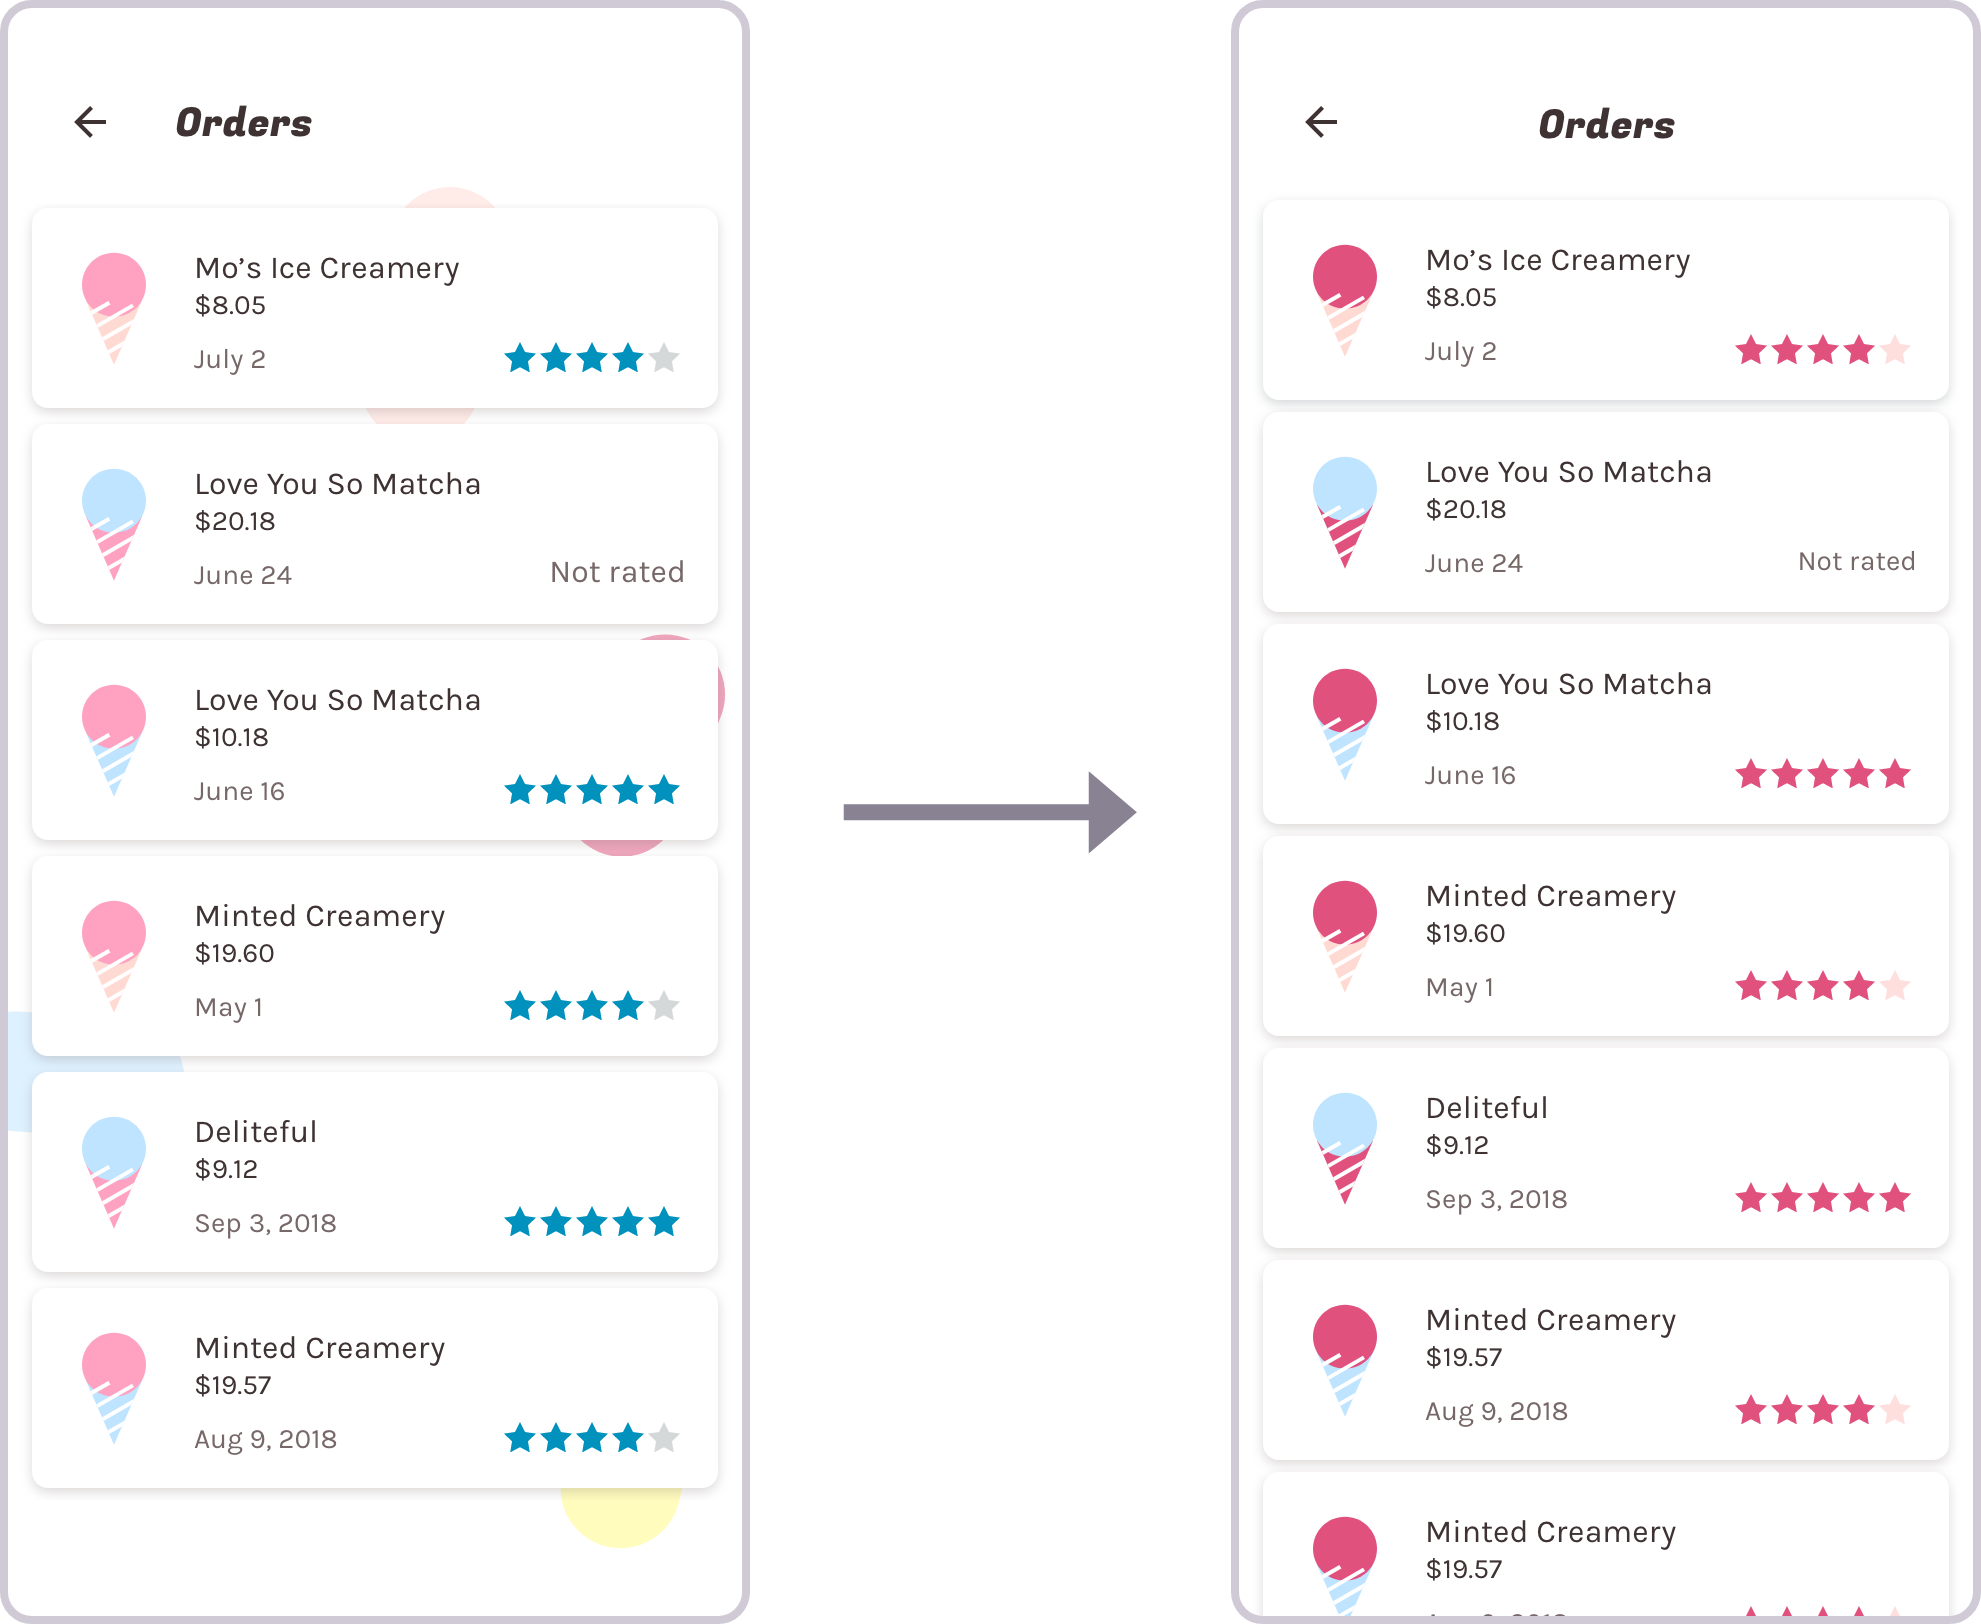 Orders
Mo’s Ice Creamery
$8.05
July 2
Love You So Matcha
$20.18
June 24
Not rated
Love You So Matcha
$10.18
June 16
Minted Creamery
$19.60
May 1
Deliteful
$9.12
Sep 3, 2018
Minted Creamery
$19.57
Aug 9, 2018
Orders
Mo’s Ice Creamery
$8.05
July 2
Love You So Matcha
$20.18
June 24
Not rated
Love You So Matcha
$10.18
June 16
Minted Creamery
$19.60
May 1
Deliteful
$9.12
Sep 3, 2018
Minted Creamery
$19.57
Aug 9, 2018
Minted Creamery
$19.57